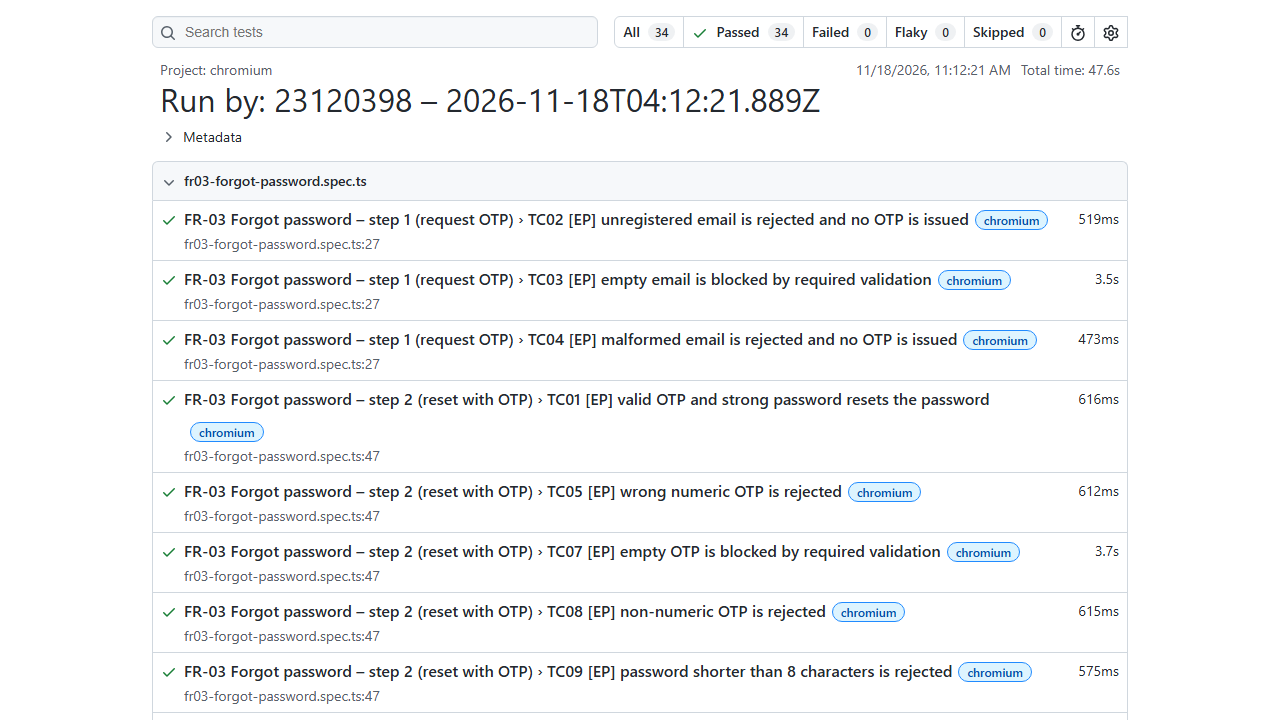 Search tests
All 34 Passed 34 Failed 0 Flaky 0 Skipped 0
Project: chromium 11/18/2026, 11:12:21 AM Total time: 47.6s
Run by: 23120398 – 2026-11-18T04:12:21.889Z
Metadata
fr03-forgot-password.spec.ts
FR-03 Forgot password – step 1 (request OTP) › TC02 [EP] unregistered email is rejected and no OTP is issued chromium 519ms
fr03-forgot-password.spec.ts:27
FR-03 Forgot password – step 1 (request OTP) › TC03 [EP] empty email is blocked by required validation chromium 3.5s
fr03-forgot-password.spec.ts:27
FR-03 Forgot password – step 1 (request OTP) › TC04 [EP] malformed email is rejected and no OTP is issued chromium 473ms
fr03-forgot-password.spec.ts:27
FR-03 Forgot password – step 2 (reset with OTP) › TC01 [EP] valid OTP and strong password resets the password 616ms
chromium
fr03-forgot-password.spec.ts:47
FR-03 Forgot password – step 2 (reset with OTP) › TC05 [EP] wrong numeric OTP is rejected chromium 612ms
fr03-forgot-password.spec.ts:47
FR-03 Forgot password – step 2 (reset with OTP) › TC07 [EP] empty OTP is blocked by required validation chromium 3.7s
fr03-forgot-password.spec.ts:47
FR-03 Forgot password – step 2 (reset with OTP) › TC08 [EP] non-numeric OTP is rejected chromium 615ms
fr03-forgot-password.spec.ts:47
FR-03 Forgot password – step 2 (reset with OTP) › TC09 [EP] password shorter than 8 characters is rejected chromium 575ms
fr03-forgot-password.spec.ts:47